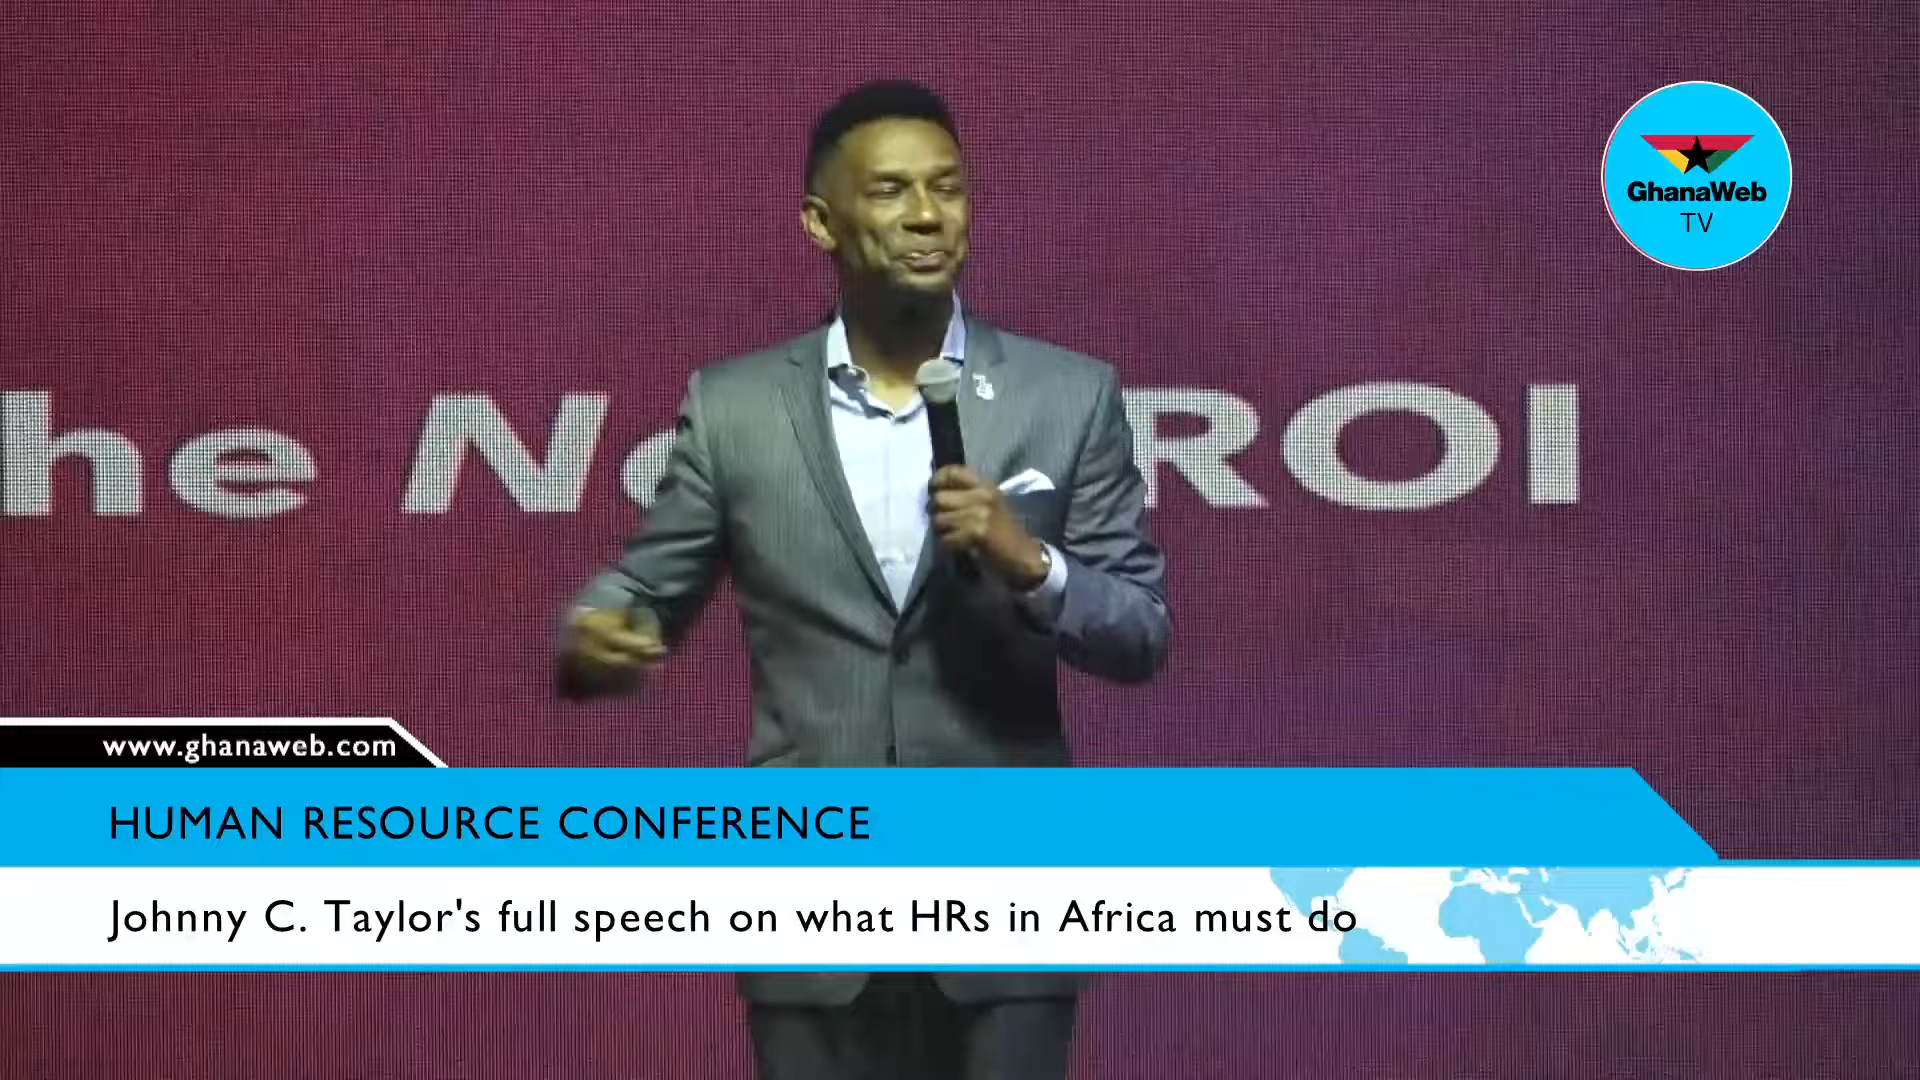 GhanaWeb
TV
he N ROI
www.ghanaweb.com
HUMAN RESOURCE CONFERENCE
Johnny C. Taylor's full speech on what HRs in Africa must do